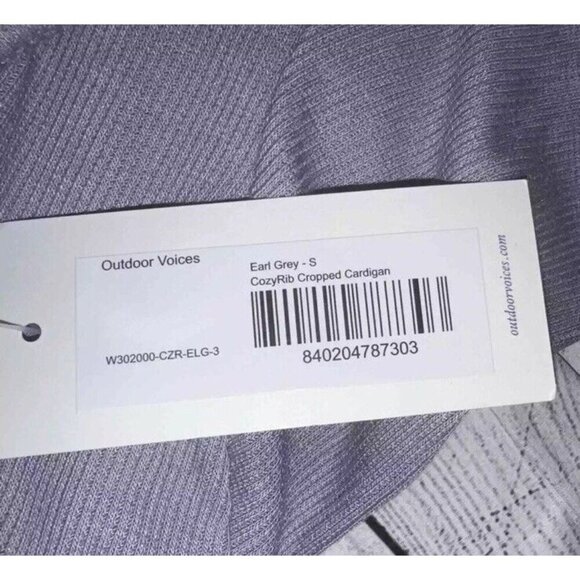 Outdoor Voices
Earl Grey - S
CozyRib Cropped Cardigan
W302000-CZR-ELG-3
840204787303
outdoorvoices.com